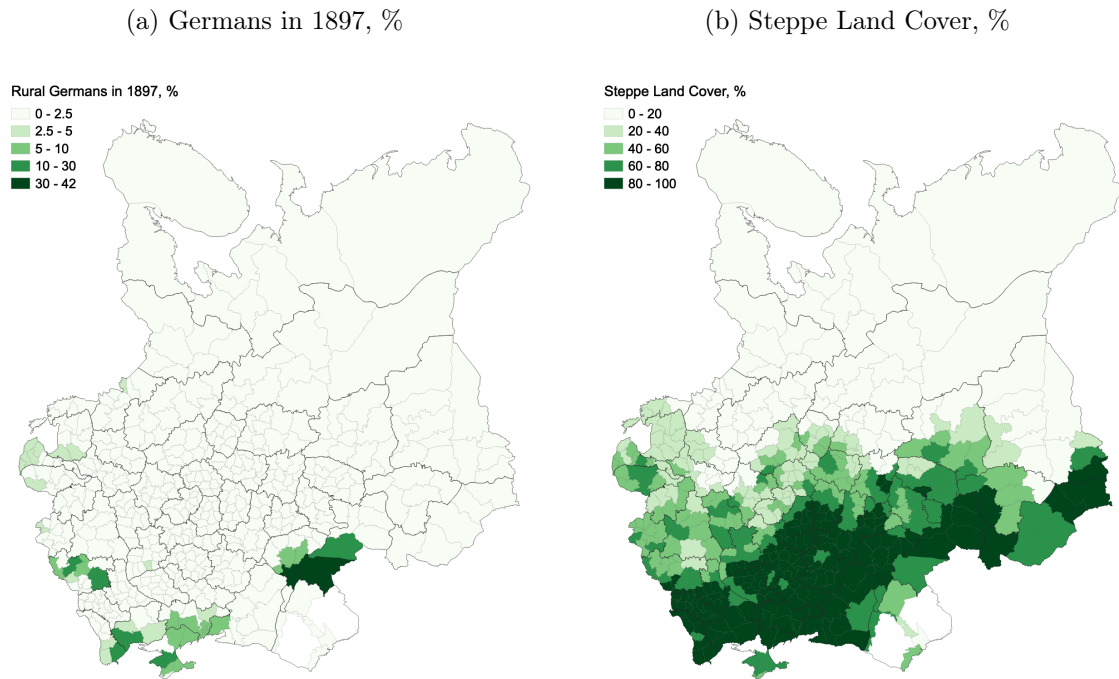 (a) Germans in 1897, %
Rural Germans in 1897, %
0 - 2.5
2.5 - 5
5 - 10
10 - 30
30 - 42
(b) Steppe Land Cover, %
Steppe Land Cover, %
0 - 20
20 - 40
40 - 60
60 - 80
80 - 100